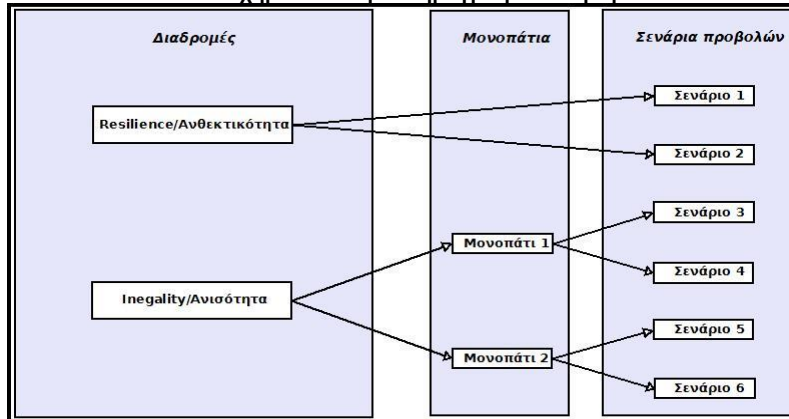 Διαδρομές
Μονοπάτια
Σενάρια προβολών
Resilience/Ανθεκτικότητα
Σενάριο 1
Σενάριο 2
Inegality/Ανισότητα
Μονοπάτι 1
Σενάριο 3
Σενάριο 4
Μονοπάτι 2
Σενάριο 5
Σενάριο 6